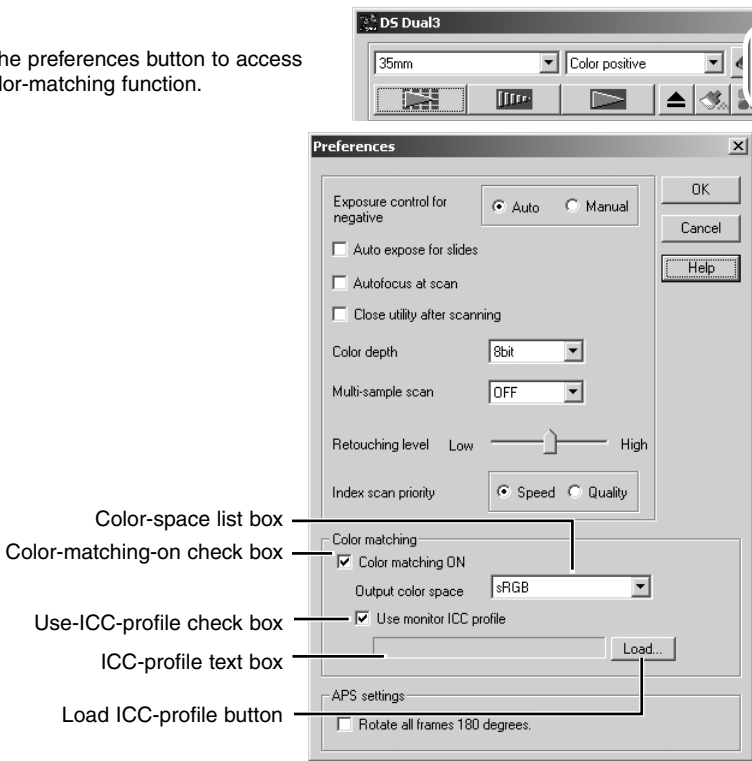 he preferences button to access
lor-matching function.
DS Dual3
35mm
Color positive
Preferences
Exposure control for
negative
Auto
Manual
OK
Cancel
Help
Auto expose for slides
Autofocus at scan
Close utility after scanning
Color depth
8bit
Multi-sample scan
OFF
Retouching level
Low
High
Index scan priority
Speed
Quality
Color-space list box
Color matching
Color-matching-on check box
Color matching ON
Output color space
sRGB
Use-ICC-profile check box
Use monitor ICC profile
ICC-profile text box
Load...
APS settings
Load ICC-profile button
Rotate all frames 180 degrees.